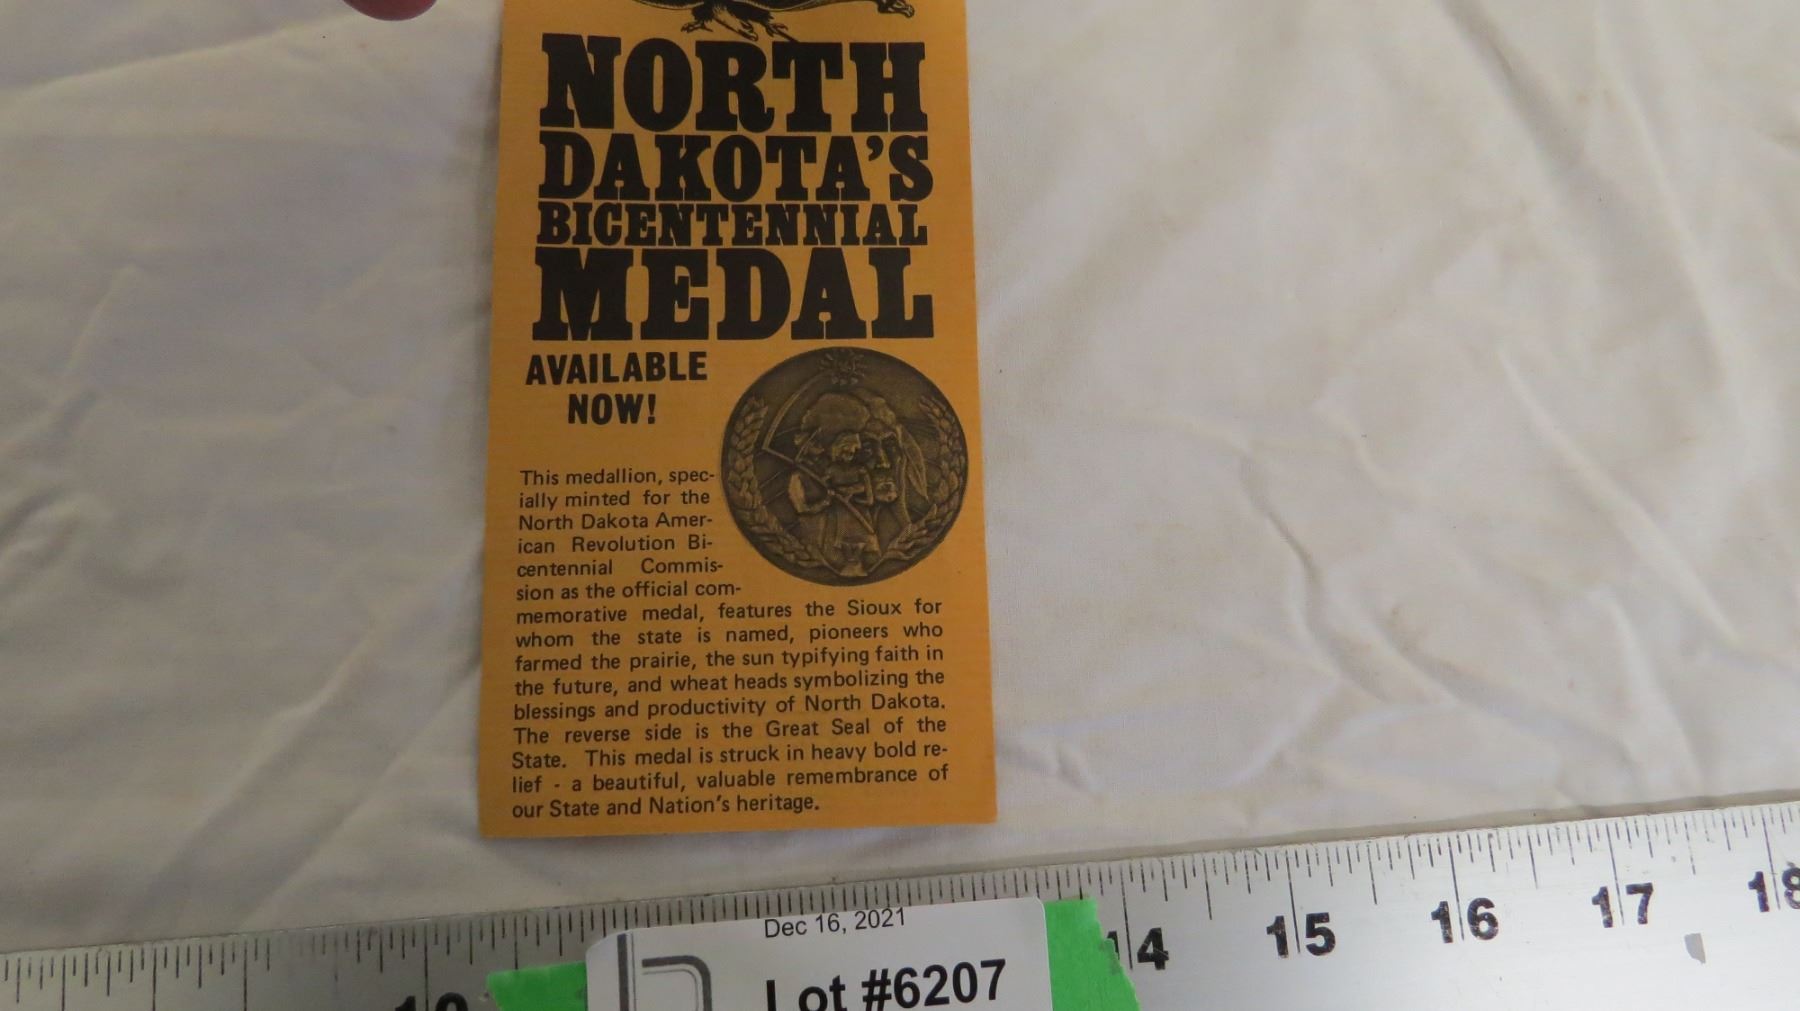 NORTH
DAKOTA'S
BICENTENNIAL
MEDAL
AVAILABLE
NOW!
This medallion, spec-
ially minted for the
North Dakota Amer-
ican Revolution Bi-
centennial Commis-
sion as the official com-
memorative medal, features the Sioux for
whom the state is named, pioneers who
farmed the prairie, the sun typifying faith in
the future, and wheat heads symbolizing the
blessings and productivity of North Dakota.
The reverse side is the Great Seal of the
State. This medal is struck in heavy bold re-
lief - a beautiful, valuable remembrance of
our State and Nation's heritage.
14 15 16 17 18
Dec 16, 2021
Lot #6207